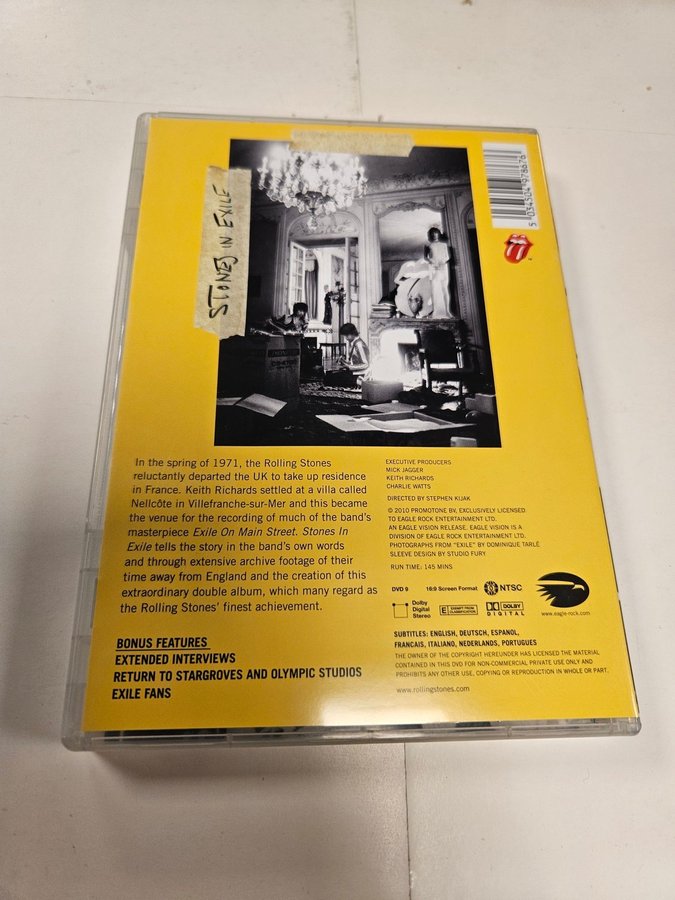 STONES IN EXILE
5 034504 978676
In the spring of 1971, the Rolling Stones
reluctantly departed the UK to take up residence
in France. Keith Richards settled at a villa called
Nellcôte in Villefranche-sur-Mer and this became
the venue for the recording of much of the band's
masterpiece Exile On Main Street. Stones In
Exile tells the story in the band's own words
and through extensive archive footage of their
time away from England and the creation of this
extraordinary double album, which many regard as
the Rolling Stones' finest achievement.
BONUS FEATURES
EXTENDED INTERVIEWS
RETURN TO STARGROVES AND OLYMPIC STUDIOS
EXILE FANS
EXECUTIVE PRODUCERS
MICK JAGGER
KEITH RICHARDS
CHARLIE WATTS
DIRECTED BY STEPHEN KIJAK
© 2010 PROMOTONE BV, EXCLUSIVELY LICENSED
TO EAGLE ROCK ENTERTAINMENT LTD.
AN EAGLE VISION RELEASE. EAGLE VISION IS A
DIVISION OF EAGLE ROCK ENTERTAINMENT LTD.
PHOTOGRAPHS FROM "EXILE" BY DOMINIQUE TARLÉ
SLEEVE DESIGN BY STUDIO FURY
RUN TIME: 145 MINS
DVD 9 16:9 Screen Format NTSC
Dolby
Digital
Stereo
E EXEMPT FROM
CLASSIFICATION
DOLBY
DIGITAL
www.eagle-rock.com
SUBTITLES: ENGLISH, DEUTSCH, ESPANOL,
FRANCAIS, ITALIANO, NEDERLANDS, PORTUGUES
THE OWNER OF THE COPYRIGHT HEREUNDER HAS LICENSED THE MATERIAL
CONTAINED IN THIS DVD FOR NON-COMMERCIAL PRIVATE USE ONLY AND
PROHIBITS ANY OTHER USE, COPYING OR REPRODUCTION IN WHOLE OR PART.
www.rollingstones.com